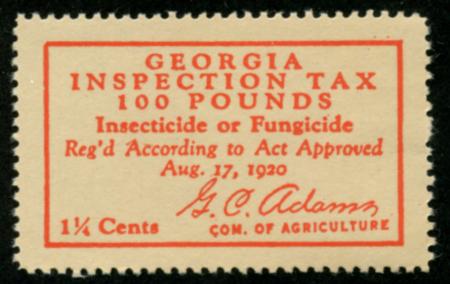 GEORGIA
INSPECTION TAX
100 POUNDS
Insecticide or Fungicide
Reg'd According to Act Approved
Aug. 17, 1920
G. C. Adams
1¼ Cents COM. OF AGRICULTURE